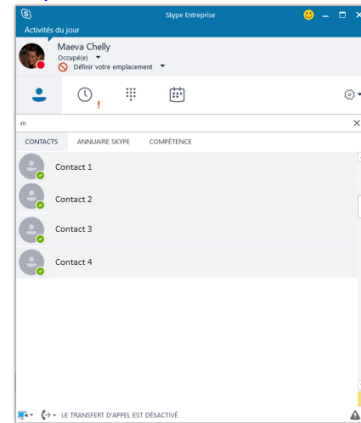 Skype Entreprise
Activités du jour
Maeva Chelly
Occupé(e)
Définir votre emplacement
m
CONTACTS ANNUAIRE SKYPE COMPÉTENCE
Contact 1
Contact 2
Contact 3
Contact 4
LE TRANSFERT D'APPEL EST DÉSACTIVÉ